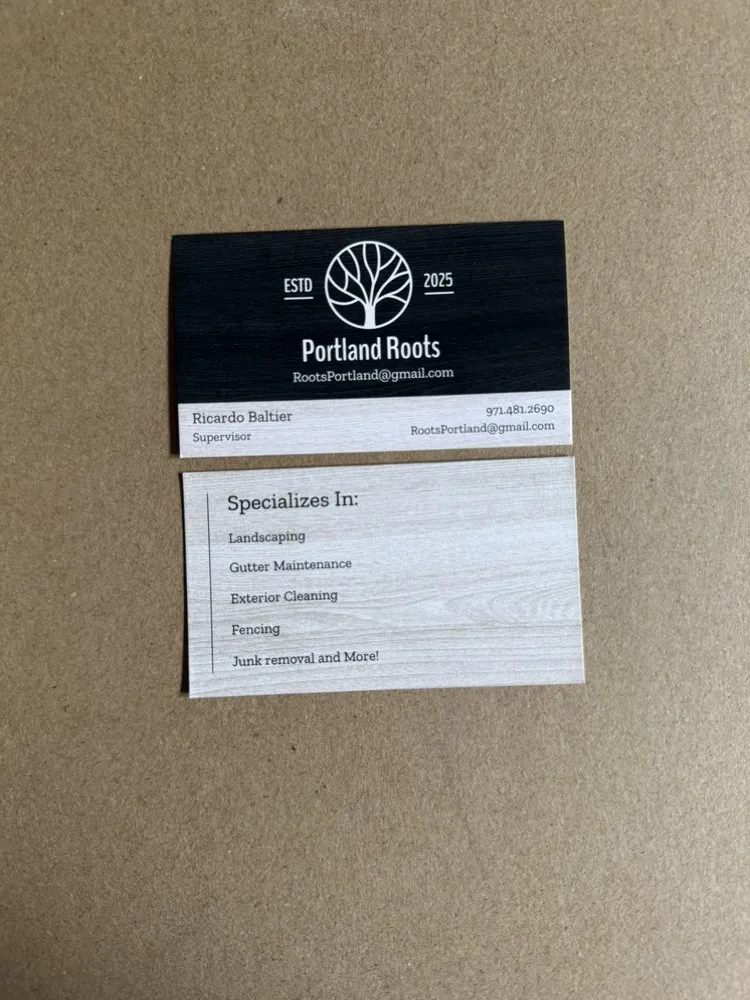 ESTD 2025
Portland Roots
RootsPortland@gmail.com
Ricardo Baltier
Supervisor
971.481.2690
RootsPortland@gmail.com
Specializes In:
Landscaping
Gutter Maintenance
Exterior Cleaning
Fencing
Junk removal and More!